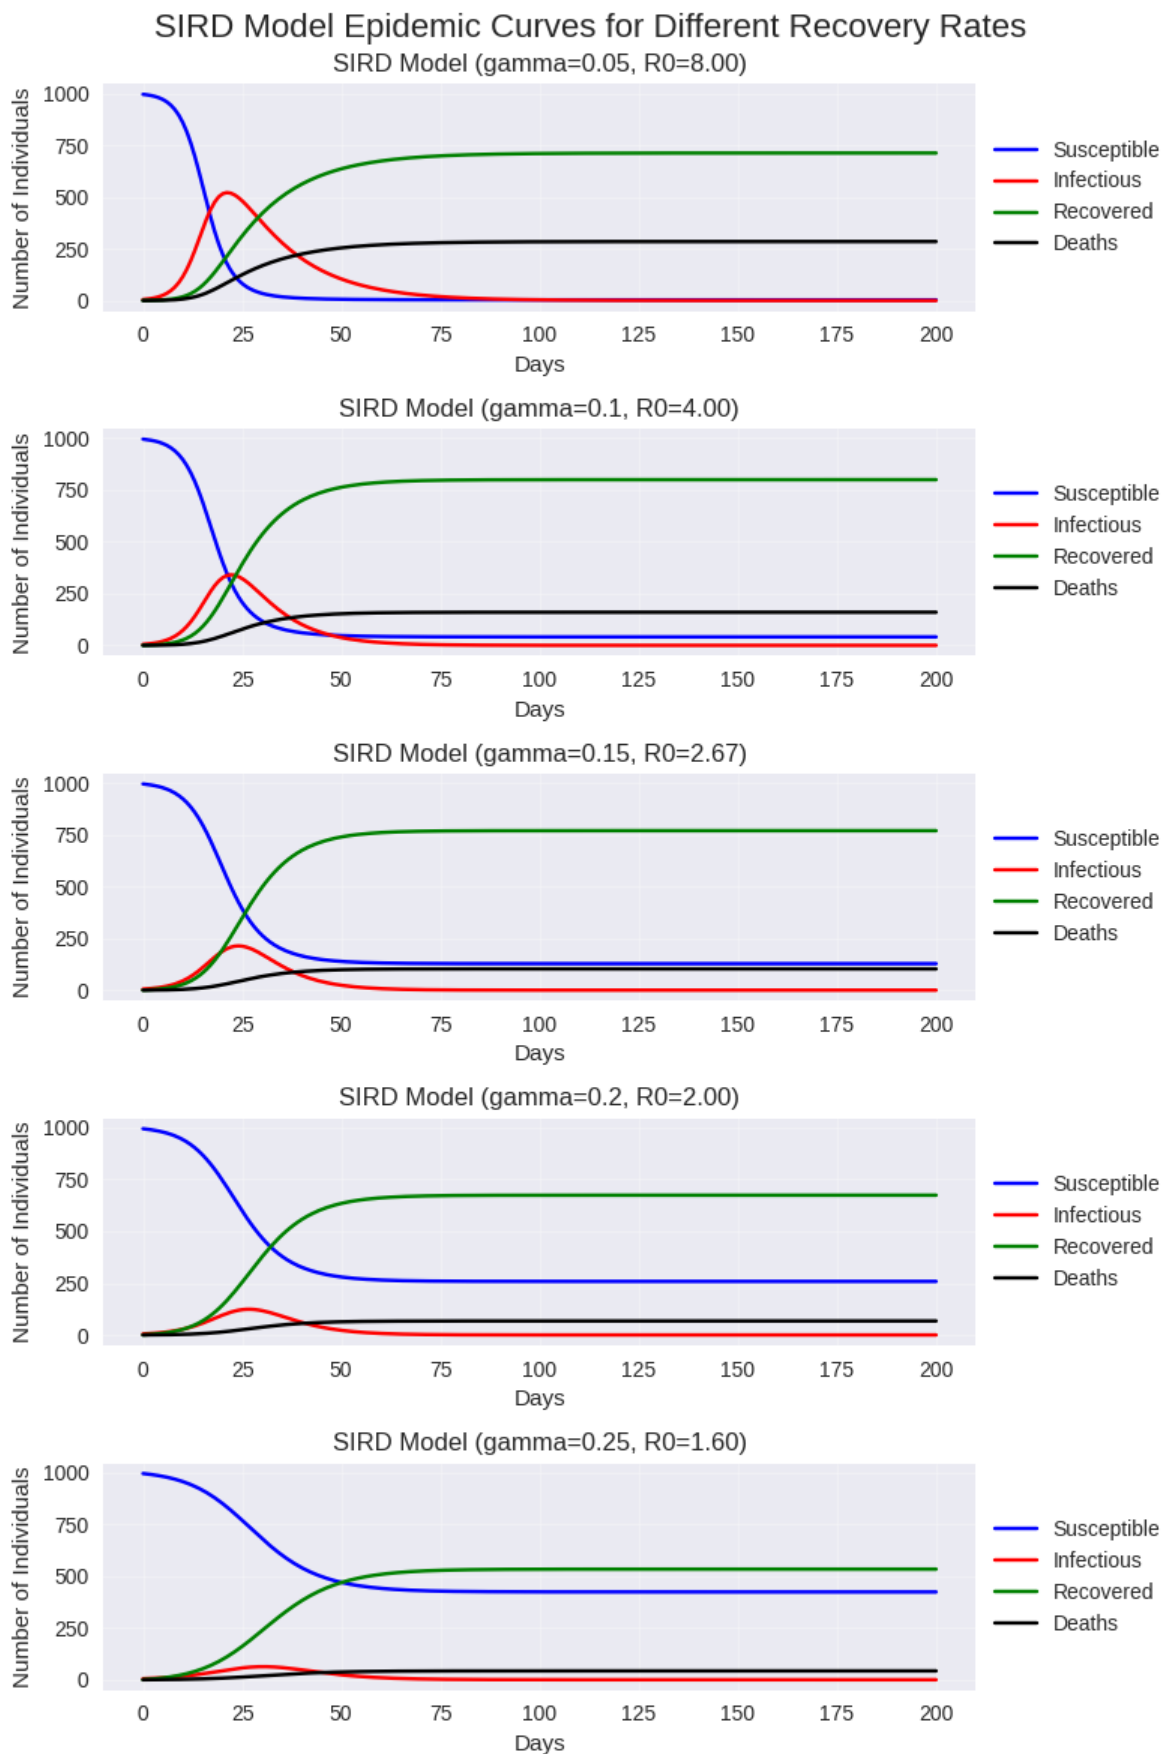 SIRD Model Epidemic Curves for Different Recovery Rates
SIRD Model (gamma=0.05, R0=8.00)
Number of Individuals
1000
750
500
250
0
0 25 50 75 100 125 150 175 200
Days
Susceptible
Infectious
Recovered
Deaths
SIRD Model (gamma=0.1, R0=4.00)
Number of Individuals
1000
750
500
250
0
0 25 50 75 100 125 150 175 200
Days
Susceptible
Infectious
Recovered
Deaths
SIRD Model (gamma=0.15, R0=2.67)
Number of Individuals
1000
750
500
250
0
0 25 50 75 100 125 150 175 200
Days
Susceptible
Infectious
Recovered
Deaths
SIRD Model (gamma=0.2, R0=2.00)
Number of Individuals
1000
750
500
250
0
0 25 50 75 100 125 150 175 200
Days
Susceptible
Infectious
Recovered
Deaths
SIRD Model (gamma=0.25, R0=1.60)
Number of Individuals
1000
750
500
250
0
0 25 50 75 100 125 150 175 200
Days
Susceptible
Infectious
Recovered
Deaths